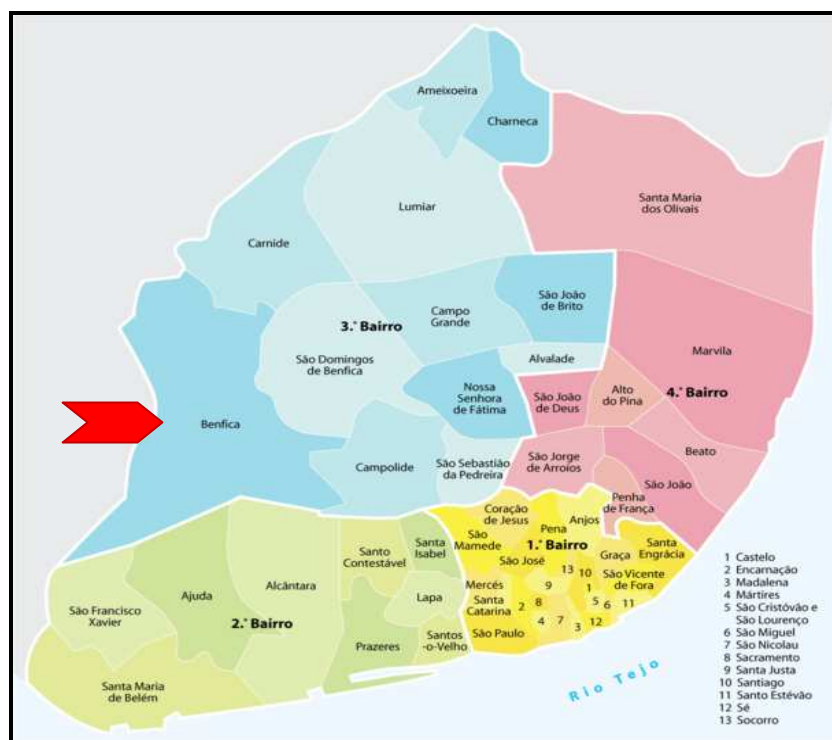 Ameixoeira
Charneca
Lumiar
Santa Maria
dos Olivais
Carnide
São João
de Brito
Campo
Grande
3.º Bairro
São Domingos
de Benfica
Alvalade
Marvila
Nossa
Senhora
de Fátima
São João
de Deus
Alto
do Pina
4.º Bairro
Benfica
Campolide
São Sebastião
da Pedreira
São Jorge
de Arroios
Beato
São João
Penha
de França
Coração
de Jesus
Pena
Anjos
São
Mamede
1.º Bairro
Santa
Engrácia
São José
Graça
Santo
Contestável
Santa
Isabel
13
10
São Vicente
de Fora
Mercés
9
1
Santa
Catarina
2
8
5
6
11
São Paulo
4
7
3
12
Ajuda
Alcântara
Lapa
São Francisco
Xavier
2.º Bairro
Prazeres
Santos
-o-Velho
Santa Maria
de Belém
Rio Tejo
1 Castelo
2 Encarnação
3 Madalena
4 Mártires
5 São Cristóvão e
São Lourenço
6 São Miguel
7 São Nicolau
8 Sacramento
9 Santa Justa
10 Santiago
11 Santo Estévão
12 Sé
13 Socorro